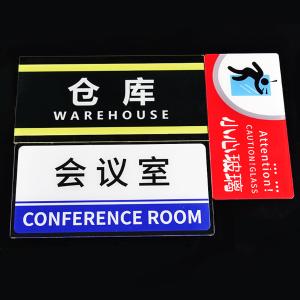 仓库
WAREHOUSE
会议室
CONFERENCE ROOM
Attention!
CAUTION!GLASS
小心玻璃